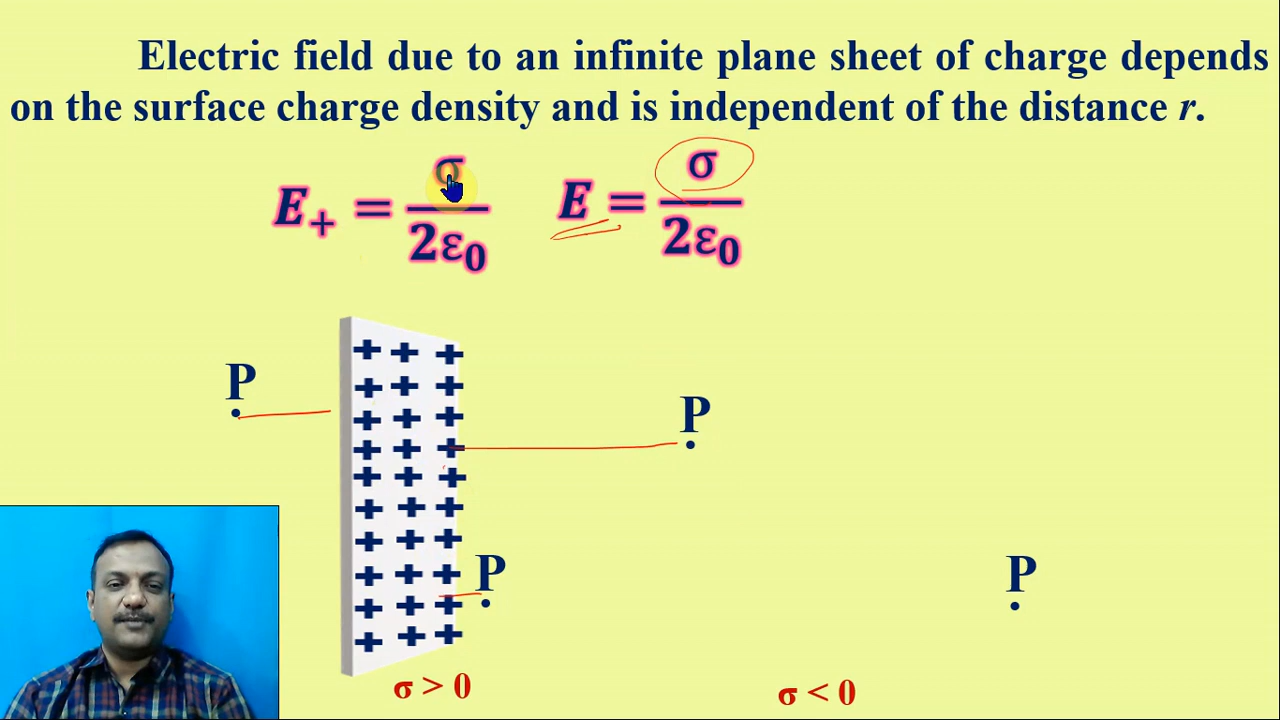 Electric field due to an infinite plane sheet of charge depends
on the surface charge density and is independent of the distance r.
E₊ = σ/2ε₀ E = σ/2ε₀
P
P
P
P
σ > 0 σ < 0